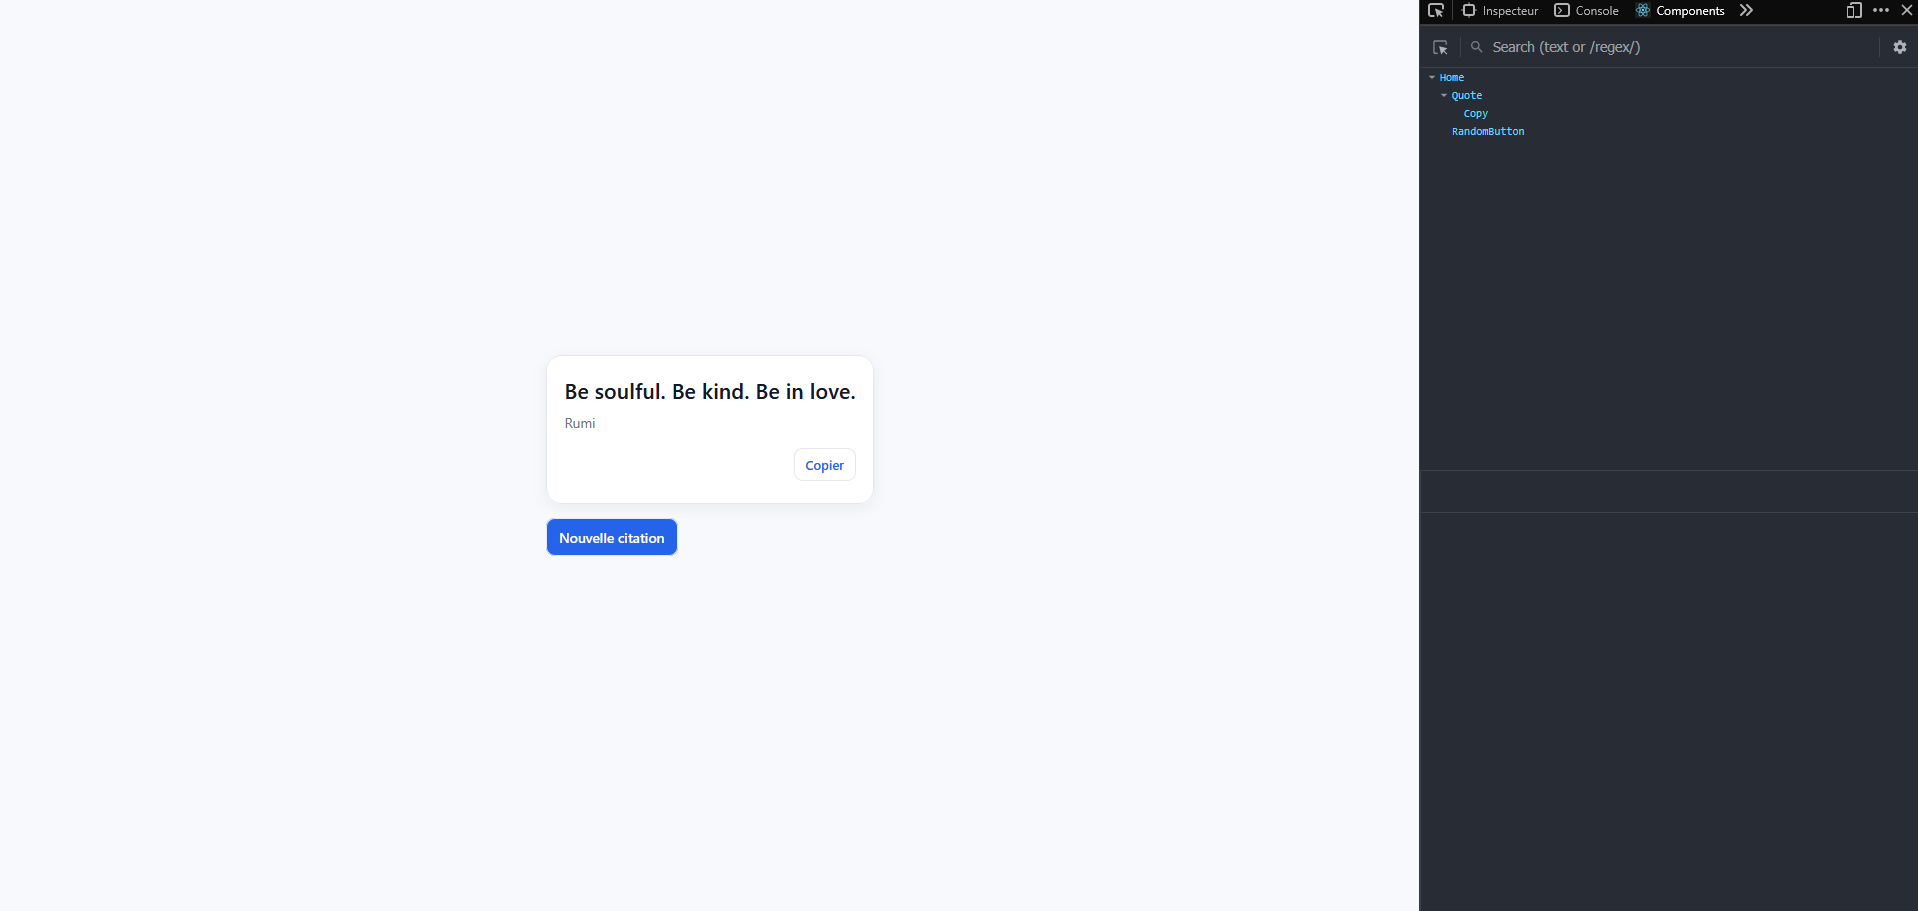 Inspecteur Console Components
Search (text or /regex/)
Home
Quote
Copy
RandomButton
Be soulful. Be kind. Be in love.
Rumi
Copier
Nouvelle citation